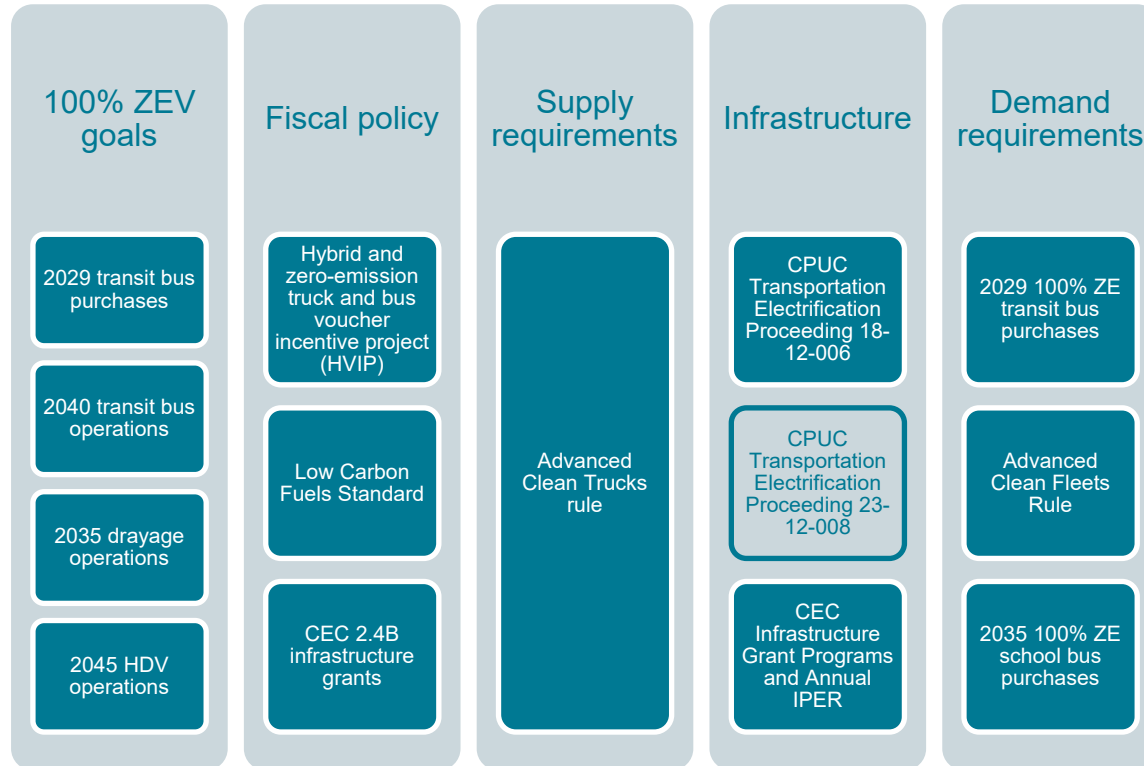 100% ZEV
goals
2029 transit bus
purchases
2040 transit bus
operations
2035 drayage
operations
2045 HDV
operations
Fiscal policy
Hybrid and
zero-emission
truck and bus
voucher
incentive project
(HVIP)
Low Carbon
Fuels Standard
CEC 2.4B
infrastructure
grants
Supply
requirements
Advanced
Clean Trucks
rule
Infrastructure
CPUC
Transportation
Electrification
Proceeding 18-
12-006
CPUC
Transportation
Electrification
Proceeding 23-
12-008
CEC
Infrastructure
Grant Programs
and Annual
IPER
Demand
requirements
2029 100% ZE
transit bus
purchases
Advanced
Clean Fleets
Rule
2035 100% ZE
school bus
purchases